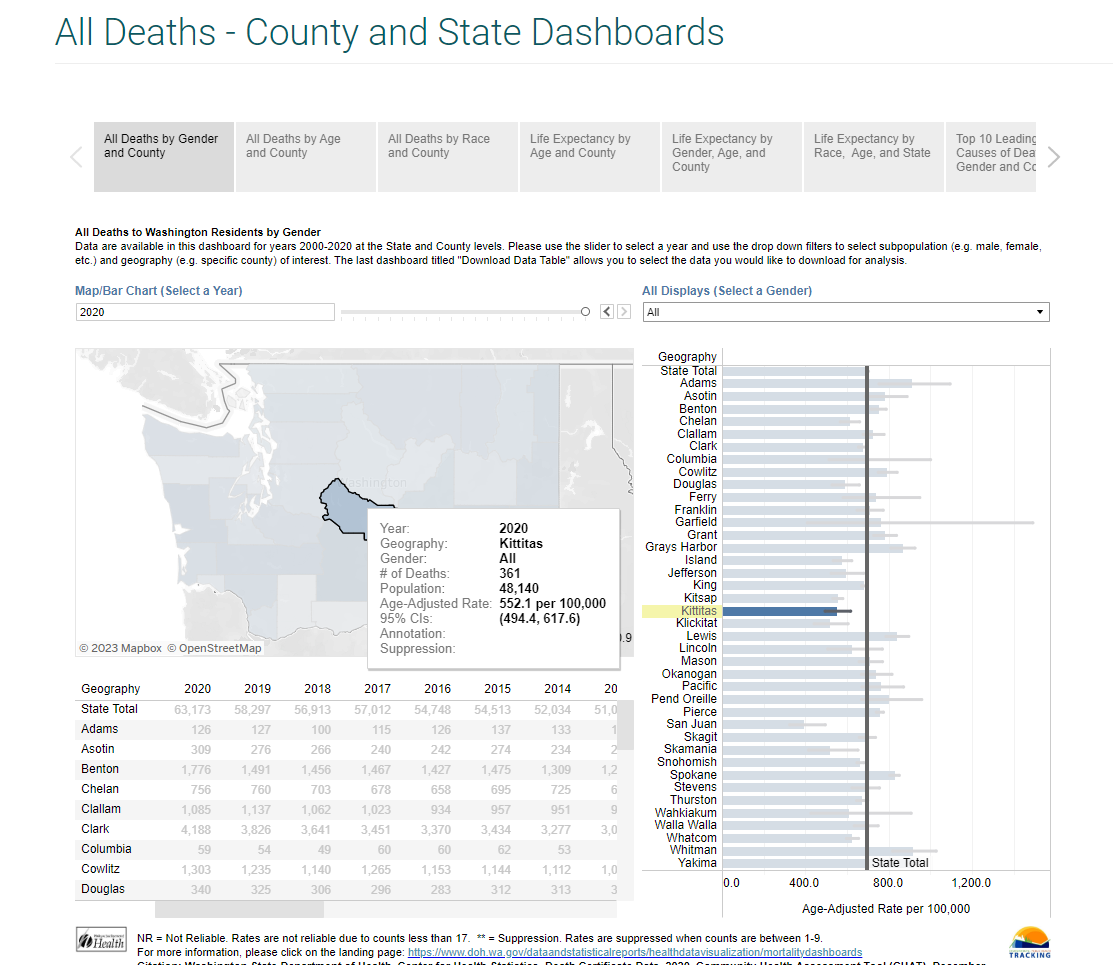 All Deaths - County and State Dashboards
All Deaths by Gender and County
All Deaths by Age and County
All Deaths by Race and County
Life Expectancy by Age and County
Life Expectancy by Gender, Age, and County
Life Expectancy by Race, Age, and State
Top 10 Leading Causes of Dea Gender and Co
All Deaths to Washington Residents by Gender
Data are available in this dashboard for years 2000-2020 at the State and County levels. Please use the slider to select a year and use the drop down filters to select subpopulation (e.g. male, female,
etc.) and geography (e.g. specific county) of interest. The last dashboard titled "Download Data Table" allows you to select the data you would like to download for analysis.
Map/Bar Chart (Select a Year)
2020
All Displays (Select a Gender)
All
ashington
Year: 2020
Geography: Kittitas
Gender: All
# of Deaths: 361
Population: 48,140
Age-Adjusted Rate: 552.1 per 100,000
95% CIs: (494.4, 617.6)
Annotation:
Suppression:
0.9
© 2023 Mapbox © OpenStreetMap
Geography 2020 2019 2018 2017 2016 2015 2014 20
State Total 63,173 58,297 56,913 57,012 54,748 54,513 52,034 51,0
Adams 126 127 100 115 126 137 133 1
Asotin 309 276 266 240 242 274 234 2
Benton 1,776 1,491 1,456 1,467 1,427 1,475 1,309 1,2
Chelan 756 760 703 678 658 695 725 6
Clallam 1,085 1,137 1,062 1,023 934 957 951 9
Clark 4,188 3,826 3,641 3,451 3,370 3,434 3,277 3,0
Columbia 59 54 49 60 60 62 53
Cowlitz 1,303 1,235 1,140 1,265 1,153 1,144 1,112 1,0
Douglas 340 325 306 296 283 312 313 3
Geography
State Total
Adams
Asotin
Benton
Chelan
Clallam
Clark
Columbia
Cowlitz
Douglas
Ferry
Franklin
Garfield
Grant
Grays Harbor
Island
Jefferson
King
Kitsap
Kittitas
Klickitat
Lewis
Lincoln
Mason
Okanogan
Pacific
Pend Oreille
Pierce
San Juan
Skagit
Skamania
Snohomish
Spokane
Stevens
Thurston
Wahkiakum
Walla Walla
Whatcom
Whitman
Yakima
State Total
0.0 400.0 800.0 1,200.0
Age-Adjusted Rate per 100,000
Health
NR = Not Reliable. Rates are not reliable due to counts less than 17. ** = Suppression. Rates are suppressed when counts are between 1-9.
For more information, please click on the landing page: https://www.doh.wa.gov/dataandstatisticalreports/healthdatavisualization/mortalitydashboards
TRACKING